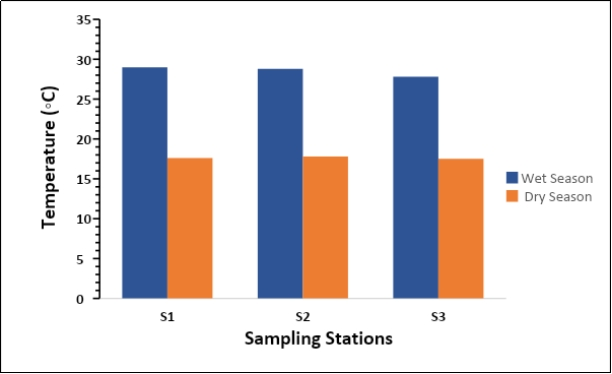 35
30
25
20
15
10
5
0
Temperature (◦C)
S1
S2
S3
Sampling Stations
Wet Season
Dry Season